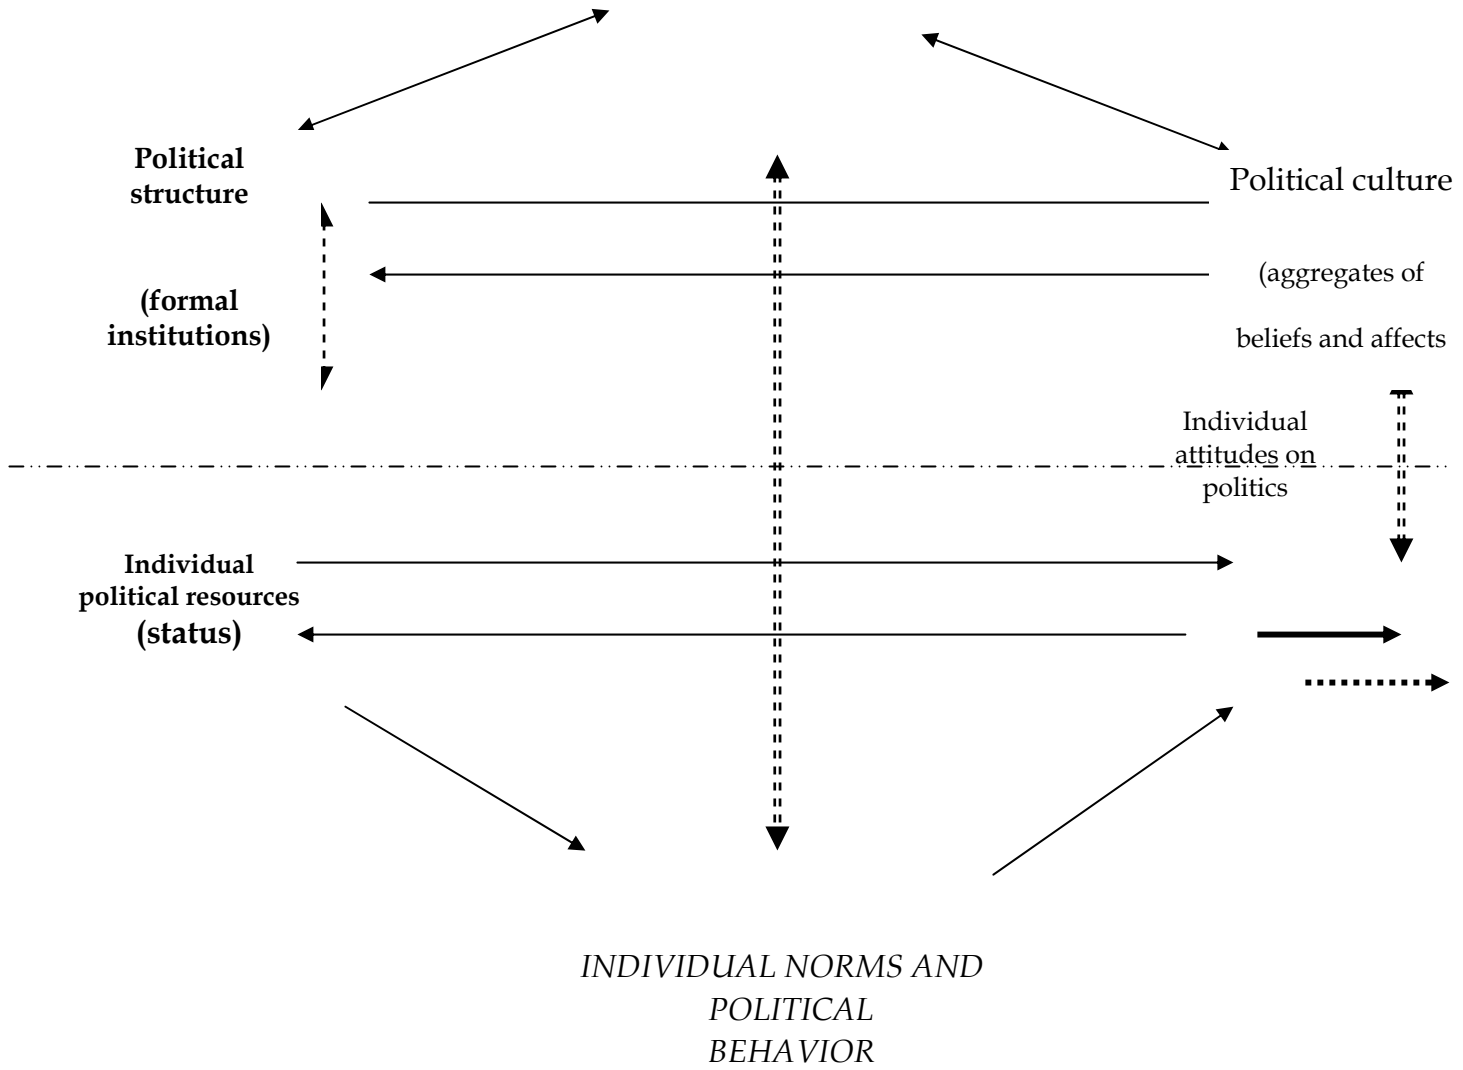 Political
structure
(formal
institutions)
Political culture
(aggregates of
beliefs and affects
Individual
attitudes on
politics
Individual
political resources
(status)
INDIVIDUAL NORMS AND
POLITICAL
BEHAVIOR